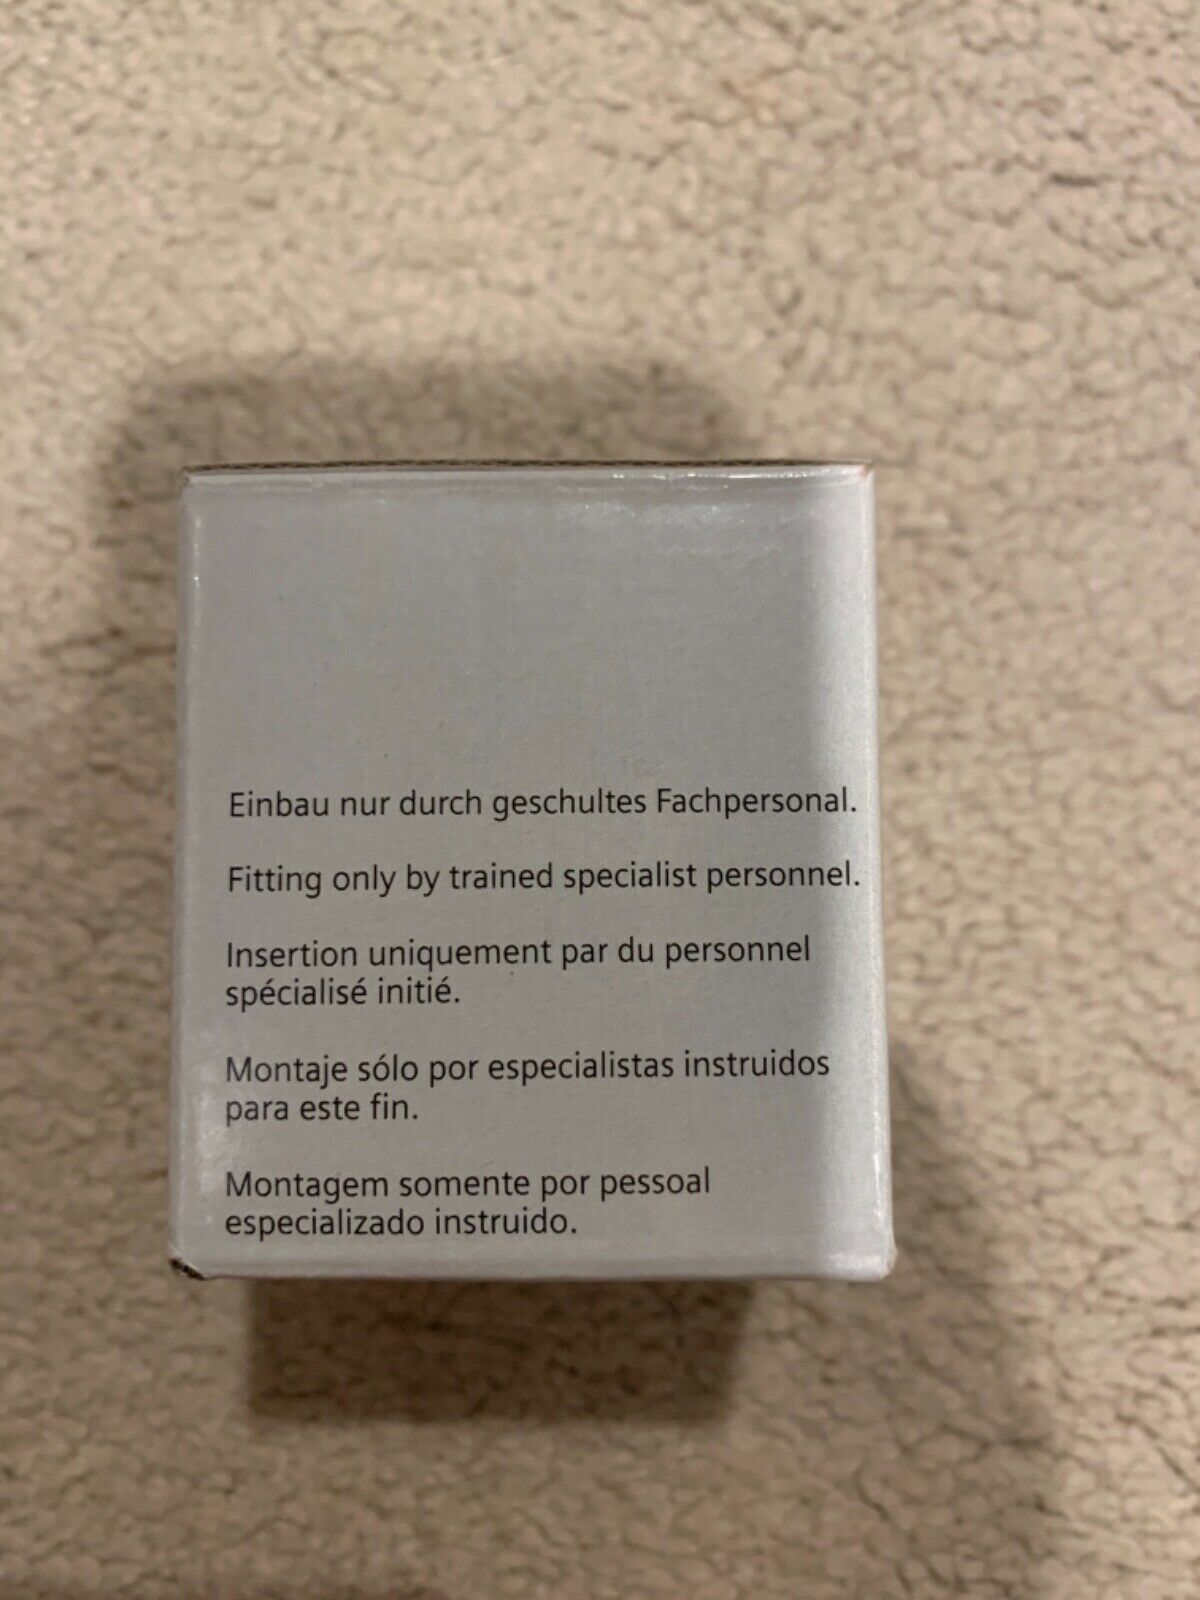 Einbau nur durch geschultes Fachpersonal.
Fitting only by trained specialist personnel.
Insertion uniquement par du personnel
spécialisé initié.
Montaje sólo por especialistas instruidos
para este fin.
Montagem somente por pessoal
especializado instruido.